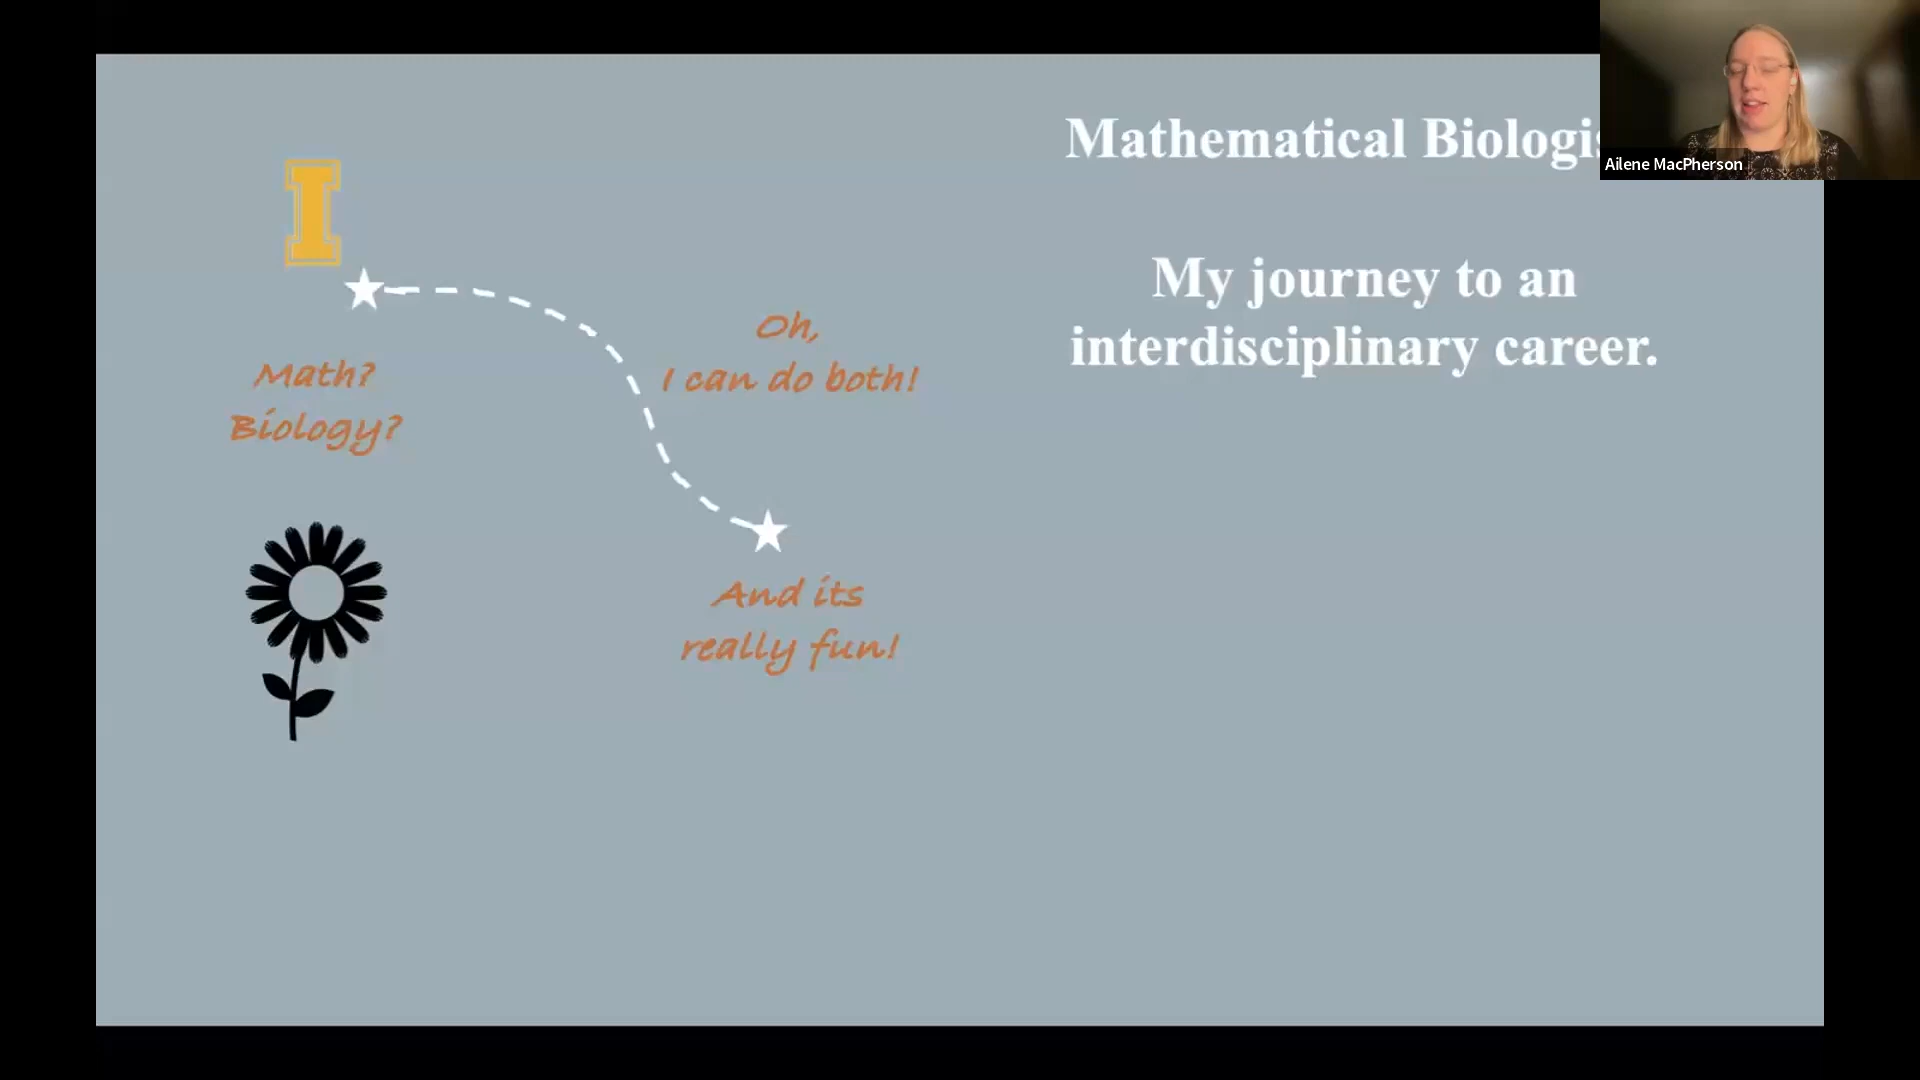 Mathematical Biologis
My journey to an
interdisciplinary career.
I
Math?
Biology?
Oh,
I can do both!
And its
really fun!
Ailene MacPherson